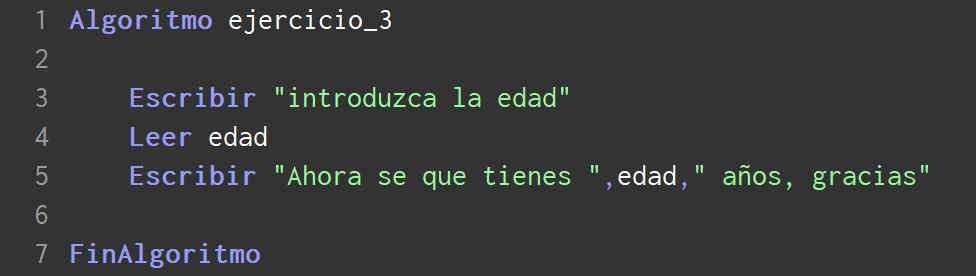 1 Algoritmo ejercicio_3
2
3 Escribir "introduzca la edad"
4 Leer edad
5 Escribir "Ahora se que tienes ",edad," años, gracias"
6
7 FinAlgoritmo